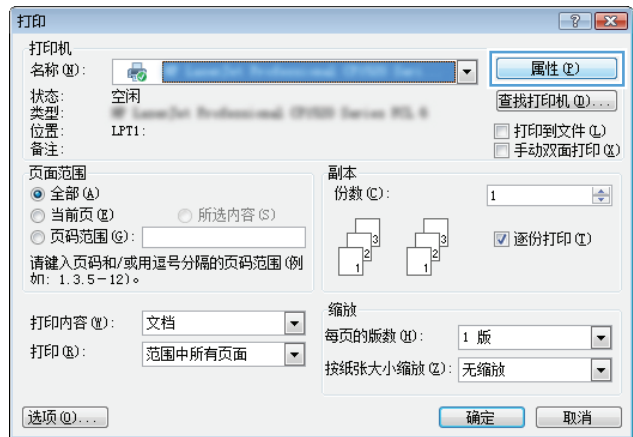 打印
打印机
名称(N):
属性(P)
状态: 空闲
查找打印机(D)...
类型:
位置: LPT1:
打印到文件(L)
备注:
手动双面打印(X)
页面范围
全部(A)
当前页(E) 所选内容(S)
页码范围(G):
请键入页码和/或用逗号分隔的页码范围(例
如: 1.3.5-12)。
副本
份数(C): 1
3
2
1
3
2
1
逐份打印(T)
打印内容(W): 文档
打印(R): 范围中所有页面
缩放
每页的版数(H): 1 版
按纸张大小缩放(Z): 无缩放
选项(O)... 确定 取消